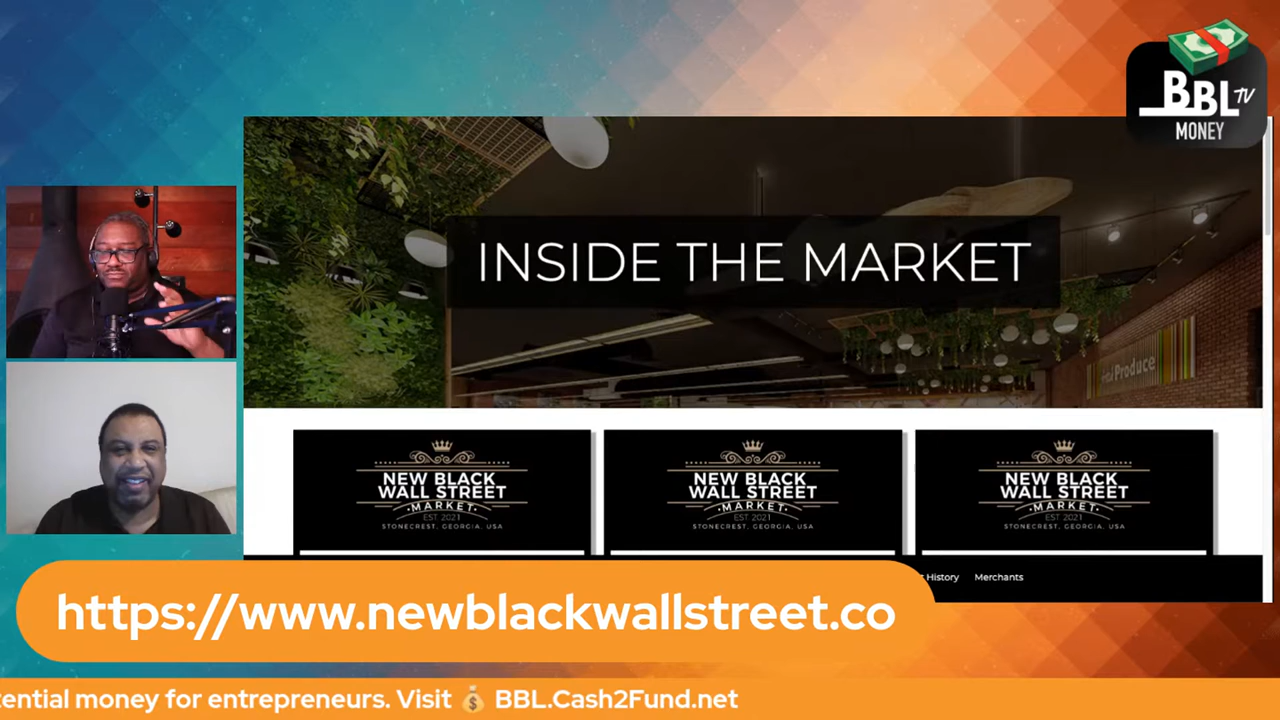 BBL TV
MONEY
INSIDE THE MARKET
Produce
NEW BLACK
WALL STREET
MARKET
EST 2021
STONECREST, GEORGIA, USA
NEW BLACK
WALL STREET
MARKET
EST 2021
STONECREST, GEORGIA, USA
NEW BLACK
WALL STREET
MARKET
EST 2021
STONECREST, GEORGIA, USA
History Merchants
https://www.newblackwallstreet.co
tential money for entrepreneurs. Visit 💰 BBL.Cash2Fund.net